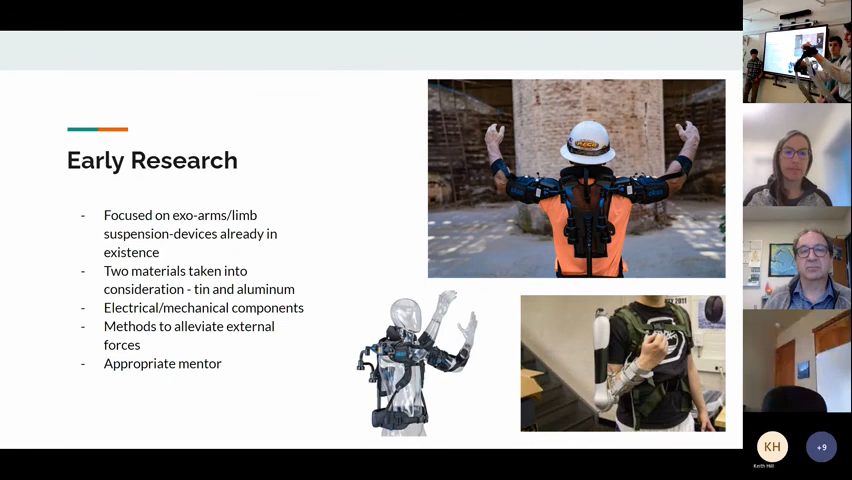 Early Research
- Focused on exo-arms/limb
suspension-devices already in
existence
- Two materials taken into
consideration - tin and aluminum
- Electrical/mechanical components
- Methods to alleviate external
forces
- Appropriate mentor
2011
KH
+9
Keith Hill